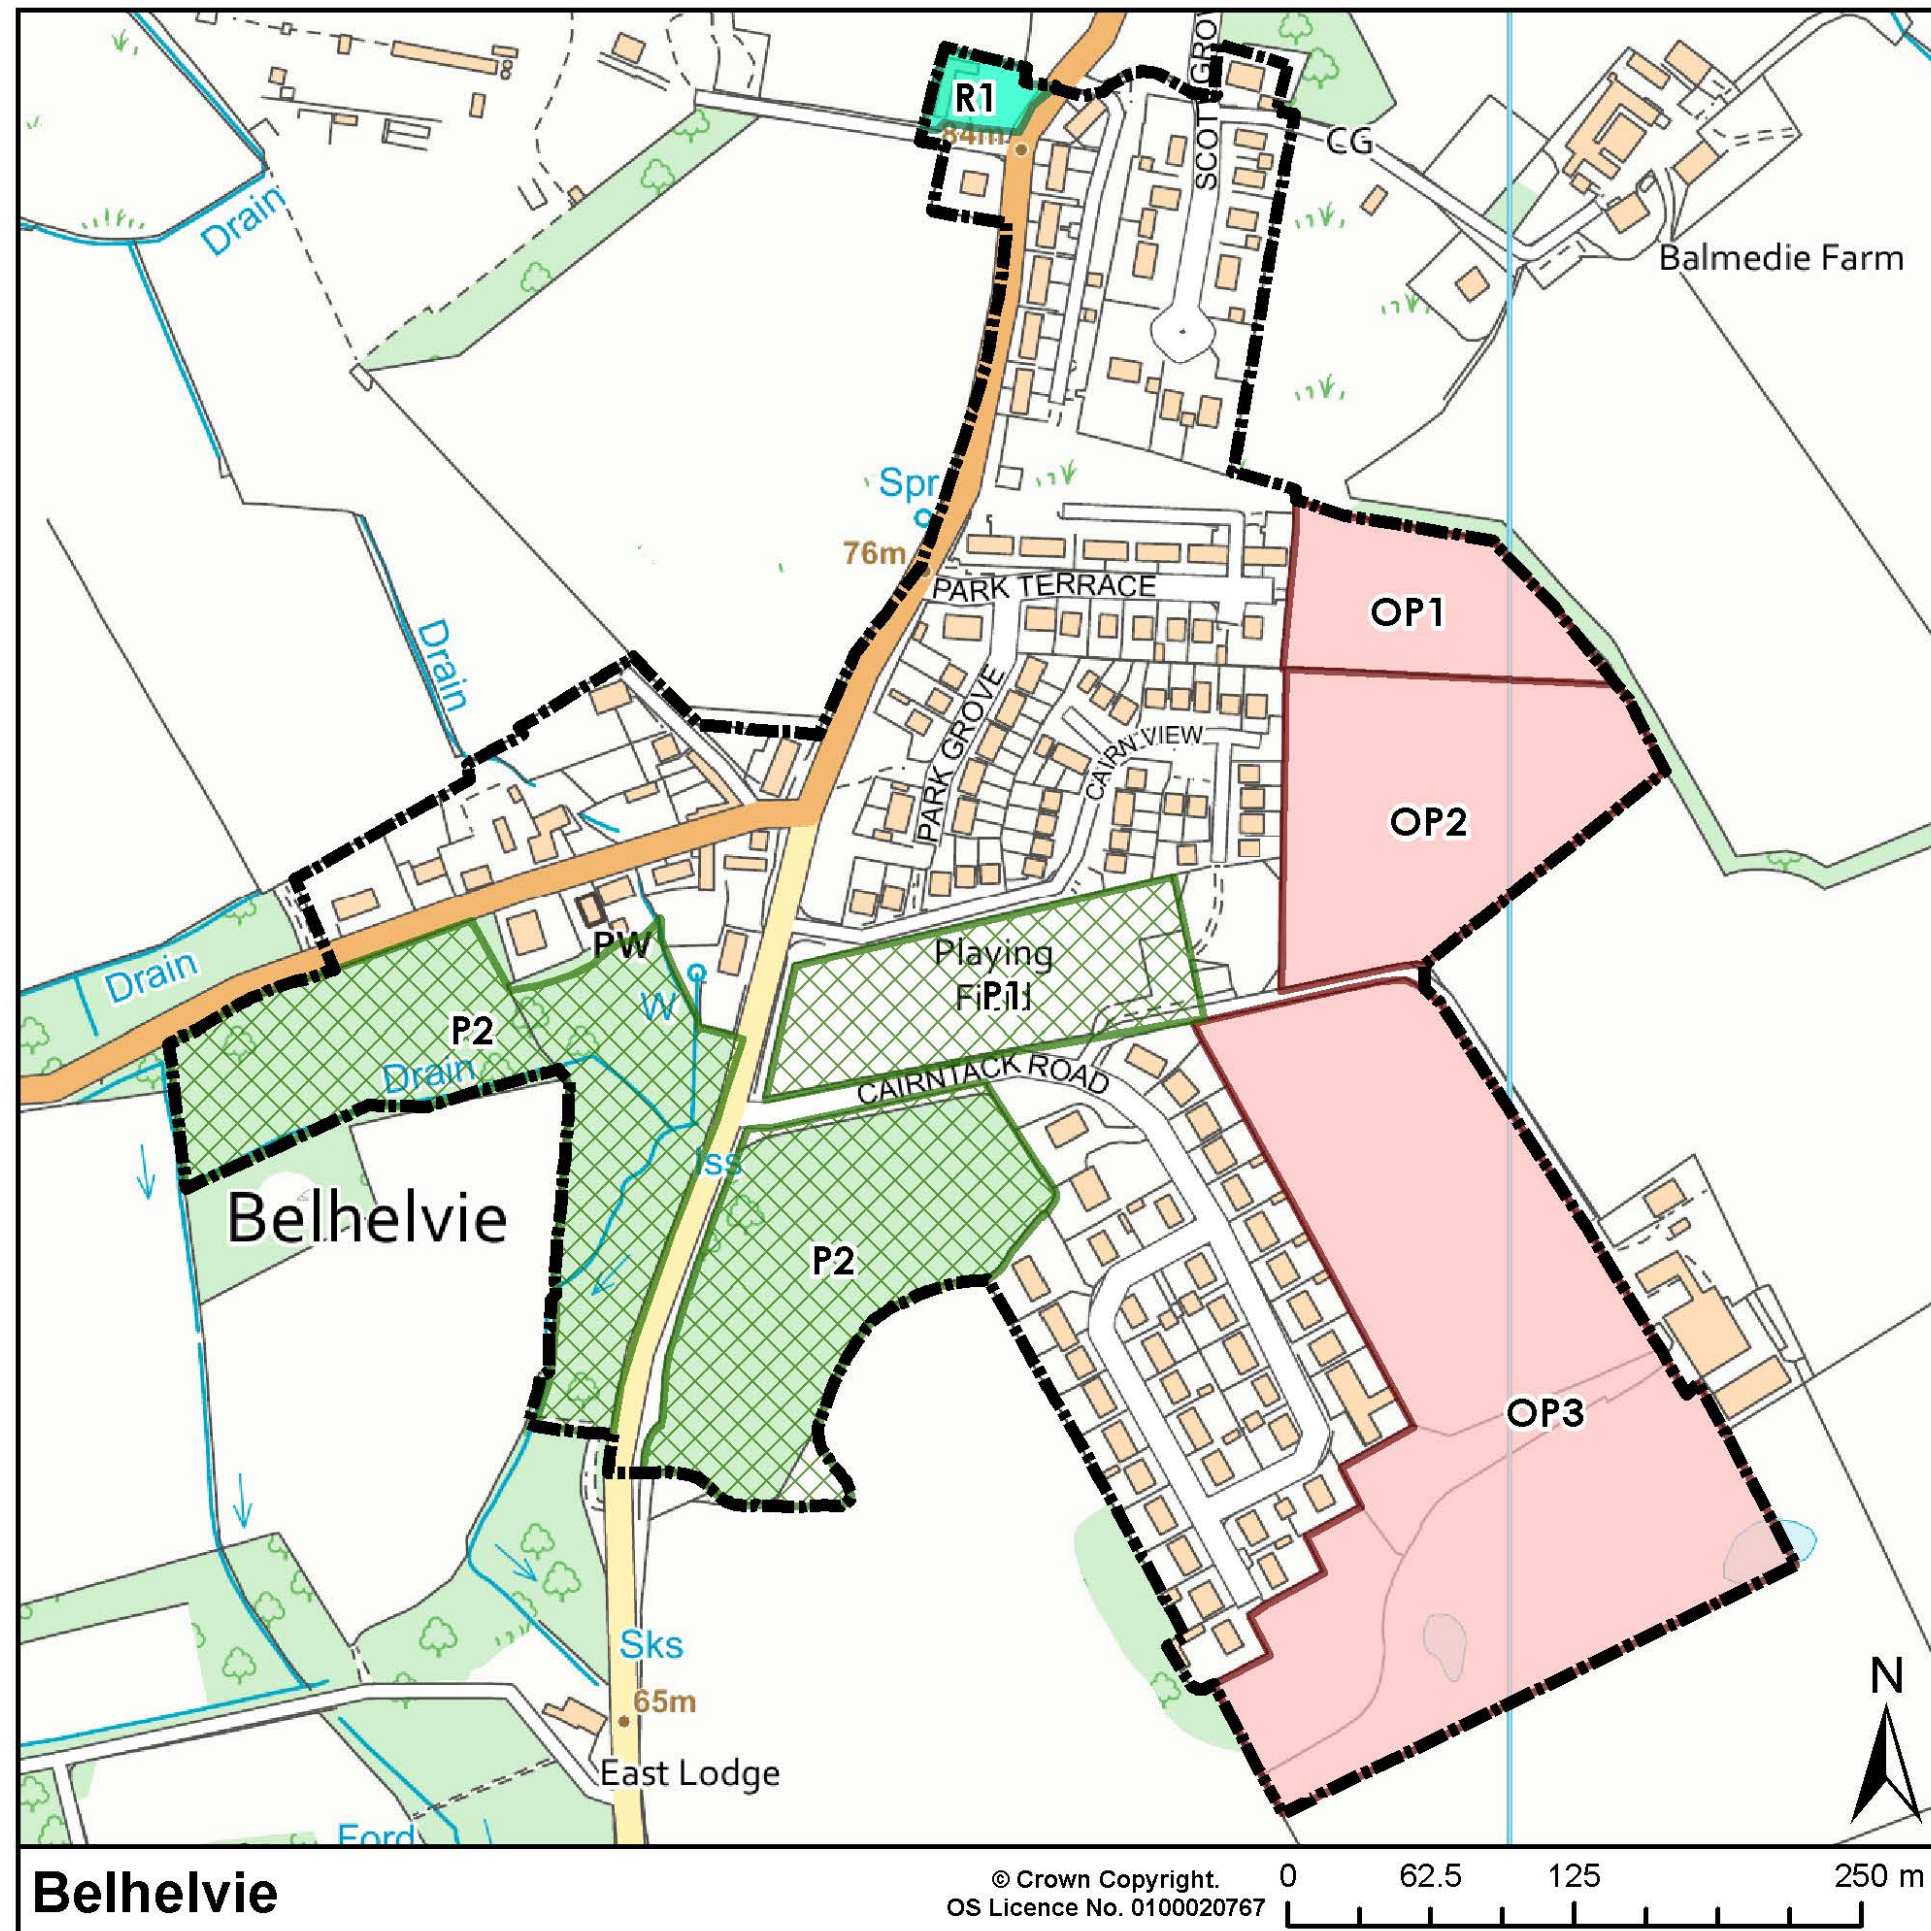 R1
84m
SCOT GRO
CG
Drain
Balmedie Farm
Spr
76m
PARK TERRACE
OP1
Drain
PARK GROVE
CAIRN VIEW
OP2
PW
Playing
P1
Drain
W
P2
Drain
CAIRNTACK ROAD
Iss
Belhelvie
P2
OP3
Sks
65m
East Lodge
Ford
N
Belhelvie
© Crown Copyright.
OS Licence No. 0100020767
0 62.5 125 250 m